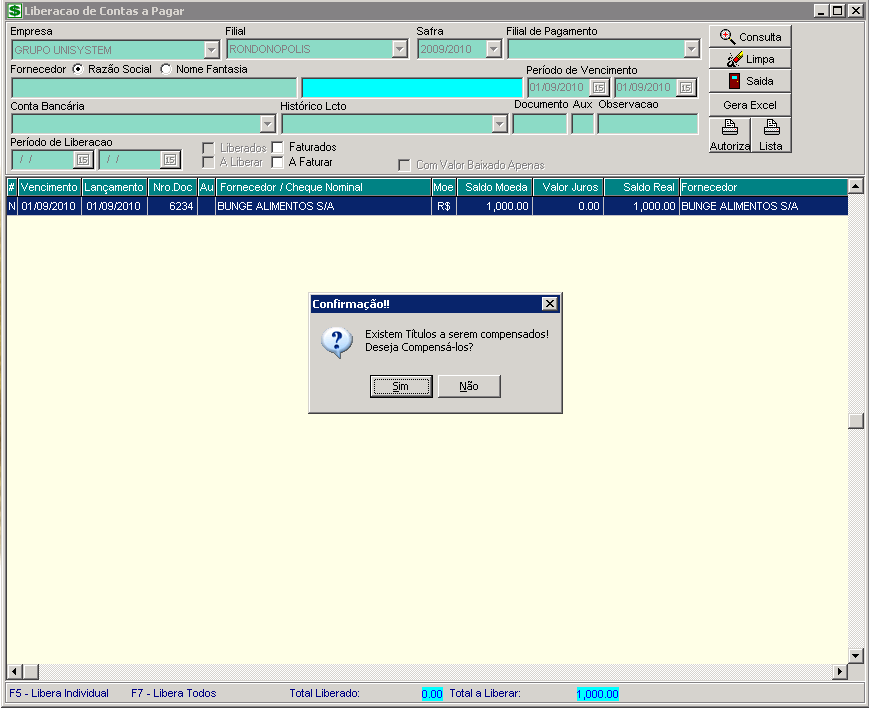 Liberacao de Contas a Pagar
Empresa Filial Safra Filial de Pagamento
GRUPO UNISYSTEM RONDONOPOLIS 2009/2010
Consulta
Fornecedor Razão Social Nome Fantasia Período de Vencimento
Limpa
01/09/2010 15 01/09/2010 15
Saida
Conta Bancária Histórico Lcto Documento Aux Observacao
Gera Excel
Período de Liberacao
/ / 15 / / 15
Liberados Faturados
A Liberar A Faturar Com Valor Baixado Apenas
Autoriza Lista
# Vencimento Lançamento Nro.Doc Au Fornecedor / Cheque Nominal Moe Saldo Moeda Valor Juros Saldo Real Fornecedor
N 01/09/2010 01/09/2010 6234 BUNGE ALIMENTOS S/A R$ 1,000.00 0.00 1,000.00 BUNGE ALIMENTOS S/A
Confirmação!!
Existem Títulos a serem compensados!
Deseja Compensá-los?
Sim Não
F5 - Libera Individual F7 - Libera Todos Total Liberado: 0.00 Total a Liberar: 1,000.00